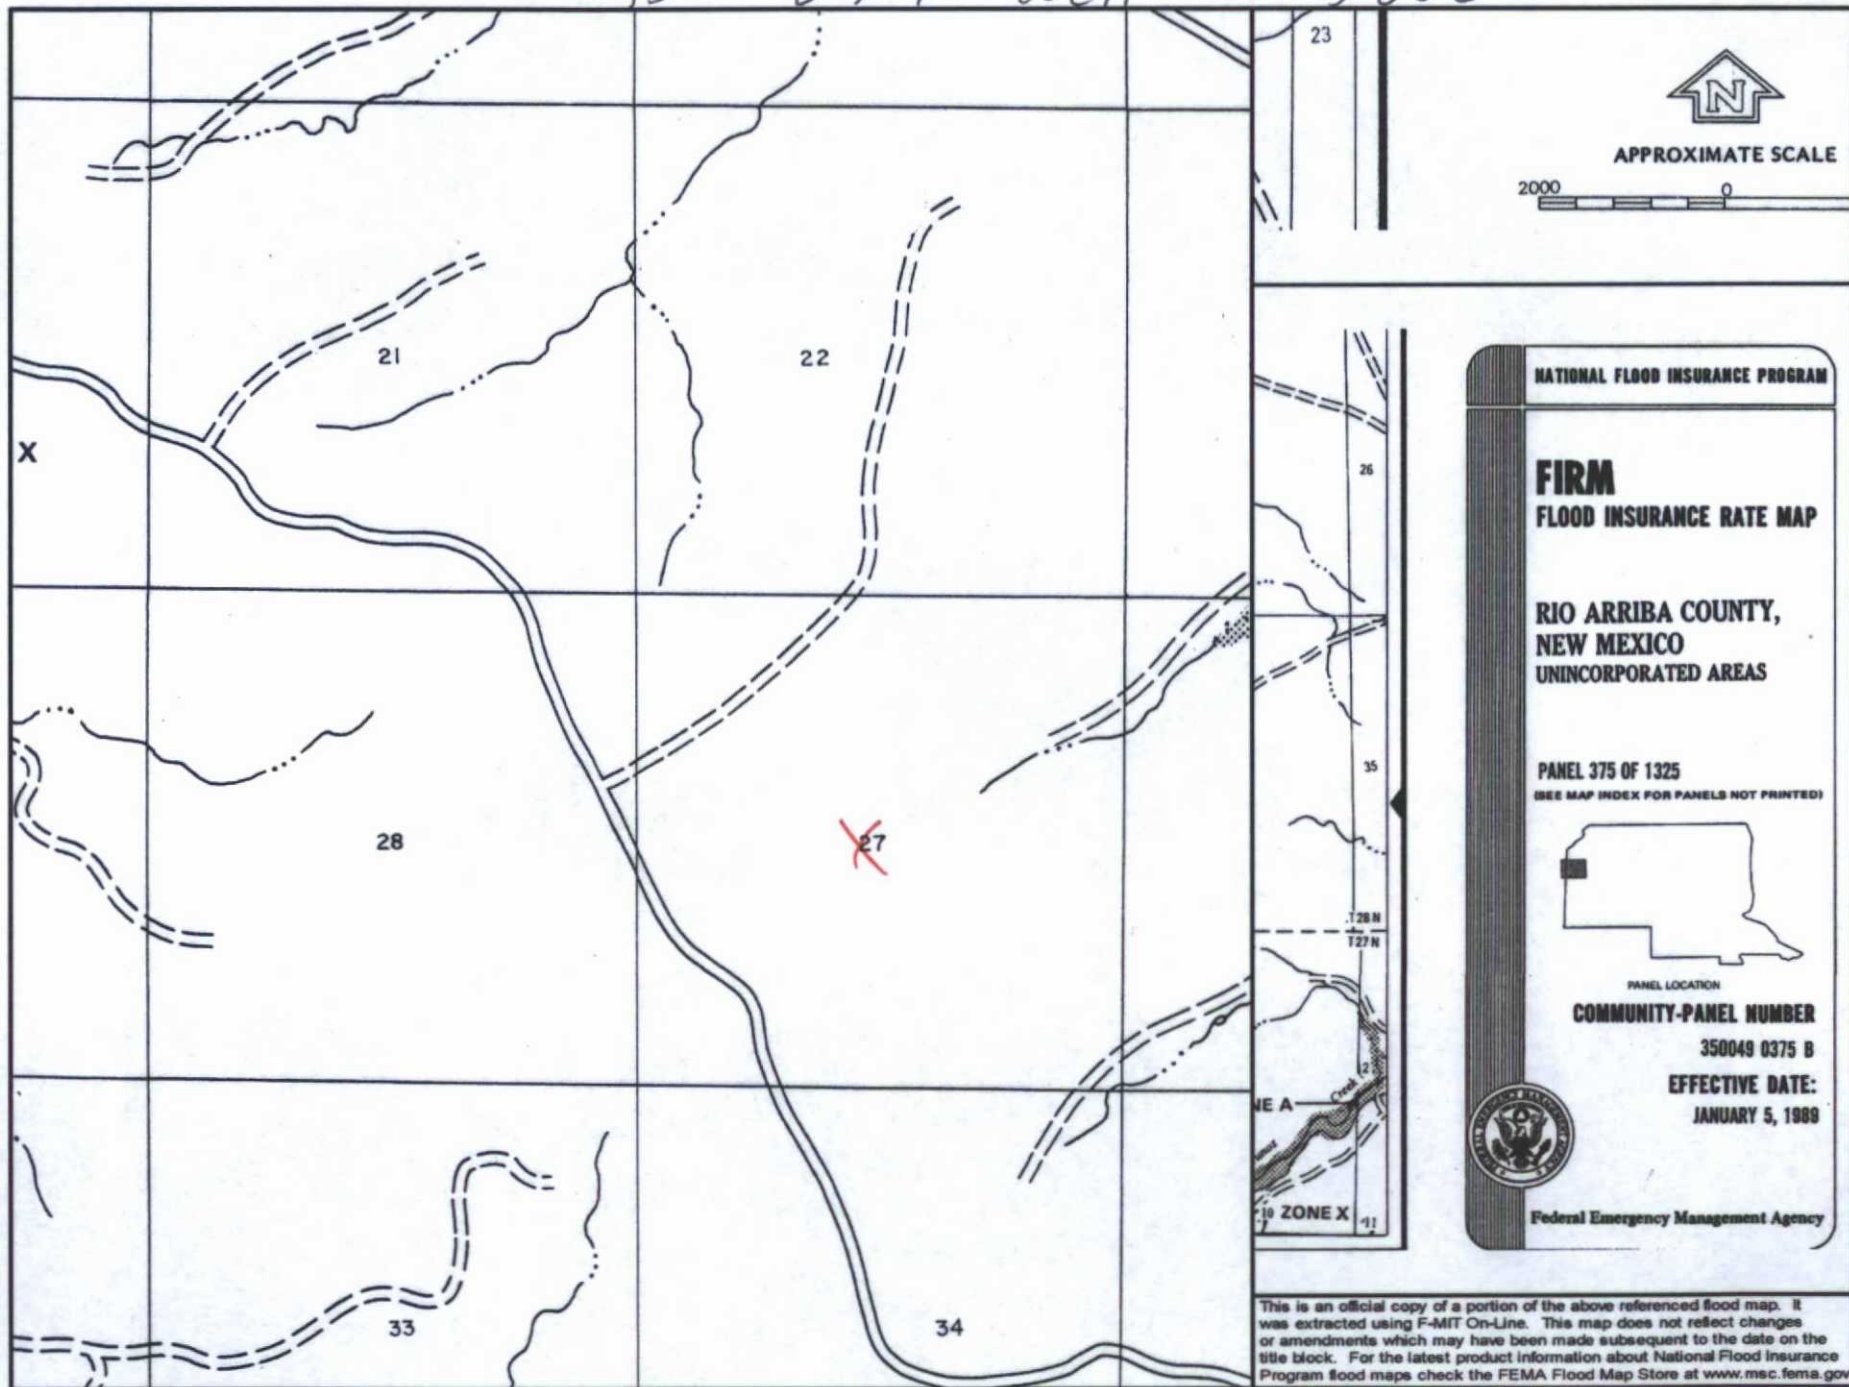 23
N
APPROXIMATE SCALE
2000 0
21
22
X
26
28
27
35
T28N
T27N
2
Creek
NE A
10 ZONE X 11
33
34
NATIONAL FLOOD INSURANCE PROGRAM
FIRM
FLOOD INSURANCE RATE MAP
RIO ARRIBA COUNTY,
NEW MEXICO
UNINCORPORATED AREAS
PANEL 375 OF 1325
(SEE MAP INDEX FOR PANELS NOT PRINTED)
PANEL LOCATION
COMMUNITY-PANEL NUMBER
350049 0375 B
EFFECTIVE DATE:
JANUARY 5, 1989
Federal Emergency Management Agency
This is an official copy of a portion of the above referenced flood map. It
was extracted using F-MIT On-Line. This map does not reflect changes
or amendments which may have been made subsequent to the date on the
title block. For the latest product information about National Flood Insurance
Program flood maps check the FEMA Flood Map Store at www.msc.fema.gov